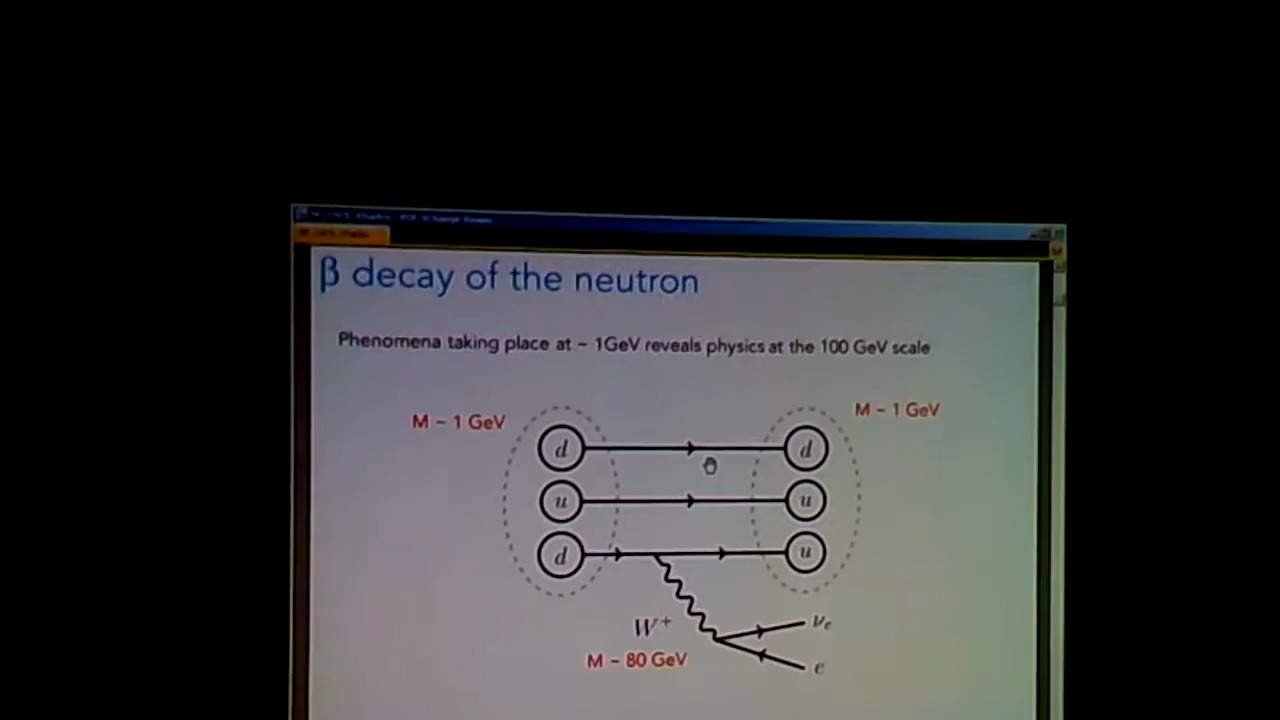 β decay of the neutron
Phenomena taking place at ~ 1GeV reveals physics at the 100 GeV scale
M ~ 1 GeV
M ~ 1 GeV
d
d
u
u
d
u
W+
νe
M ~ 80 GeV
e